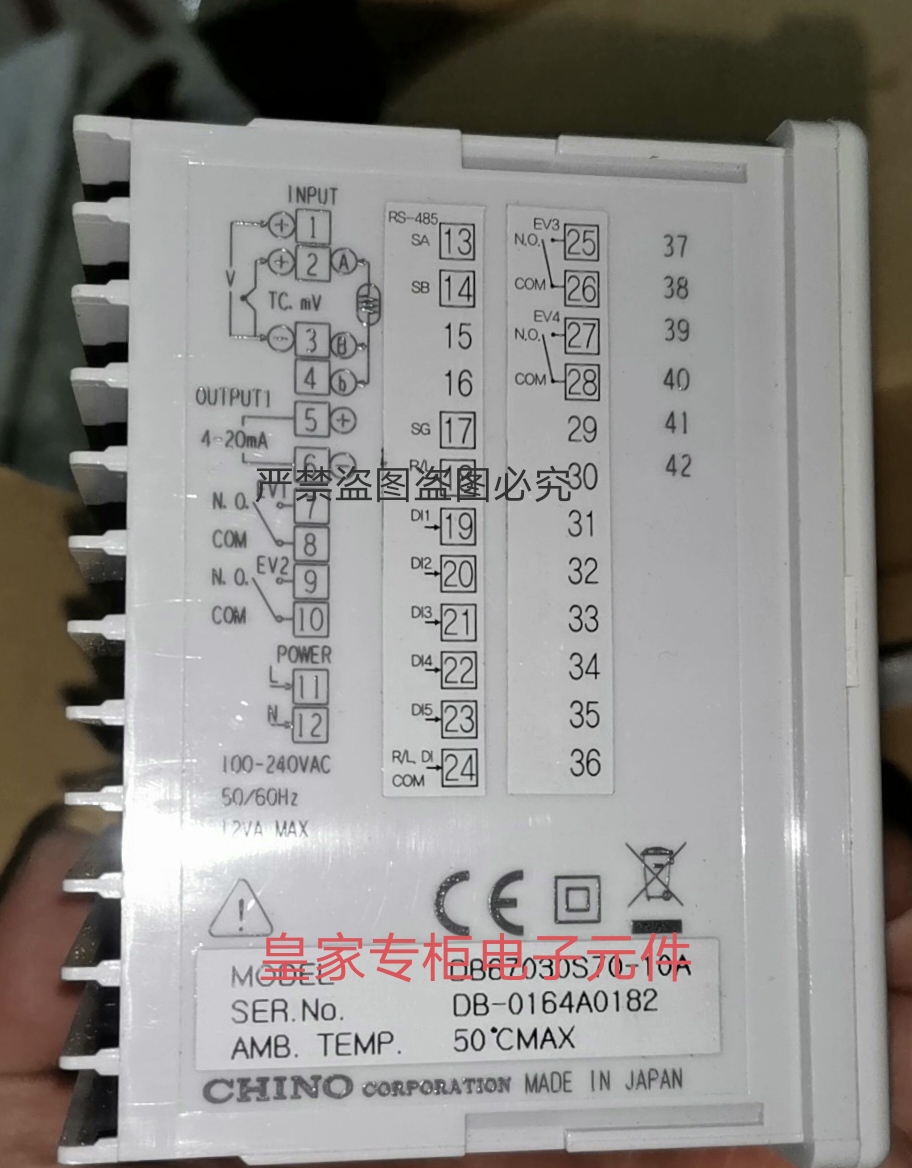 INPUT
+ 1
+ 2 A
V
TC. mV
− 3 B
4 b
OUTPUT1
5 +
4-20mA
6 −
EV1
N. O. 7
COM 8
EV2
N. O. 9
COM 10
POWER
L 11
N 12
100-240VAC
50/60Hz
12VA MAX
RS-485
SA 13
SB 14
15
16
SG 17
R/L
DI1 19
DI2 20
DI3 21
DI4 22
DI5 23
R/L, DI
COM 24
EV3
N.O. 25
COM 26
EV4
N.O. 27
COM 28
29
30
31
32
33
34
35
36
37
38
39
40
41
42
严禁盗图盗图必究
CE
皇家专柜电子元件
MODEL
SER.No. DB-0164A0182
AMB. TEMP. 50°CMAX
CHINO CORPORATION MADE IN JAPAN